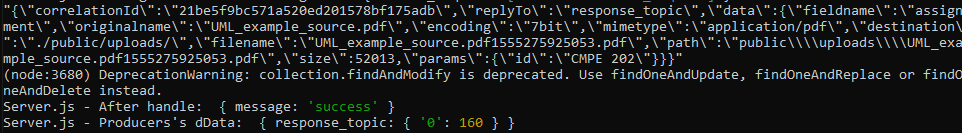 "{\"correlationId\":\"21be5f9bc571a520ed201578bf175adb\",\"replyTo\":\"response_topic\",\"data\":{\"fieldname\":\"assign
ment\",\"originalname\":\"UML_example_source.pdf\",\"encoding\":\"7bit\",\"mimetype\":\"application/pdf\",\"destination\
":\"./public/uploads/\",\"filename\":\"UML_example_source.pdf1555275925053.pdf\",\"path\":\"public\\\\uploads\\\\UML_exa
mple_source.pdf1555275925053.pdf\",\"size\":52013,\"params\":{\"id\":\"CMPE 202\"}}}"
(node:3680) DeprecationWarning: collection.findAndModify is deprecated. Use findOneAndUpdate, findOneAndReplace or findO
neAndDelete instead.
Server.js - After handle:  { message: 'success' }
Server.js - Producers's dData:  { response_topic: { '0': 160 } }